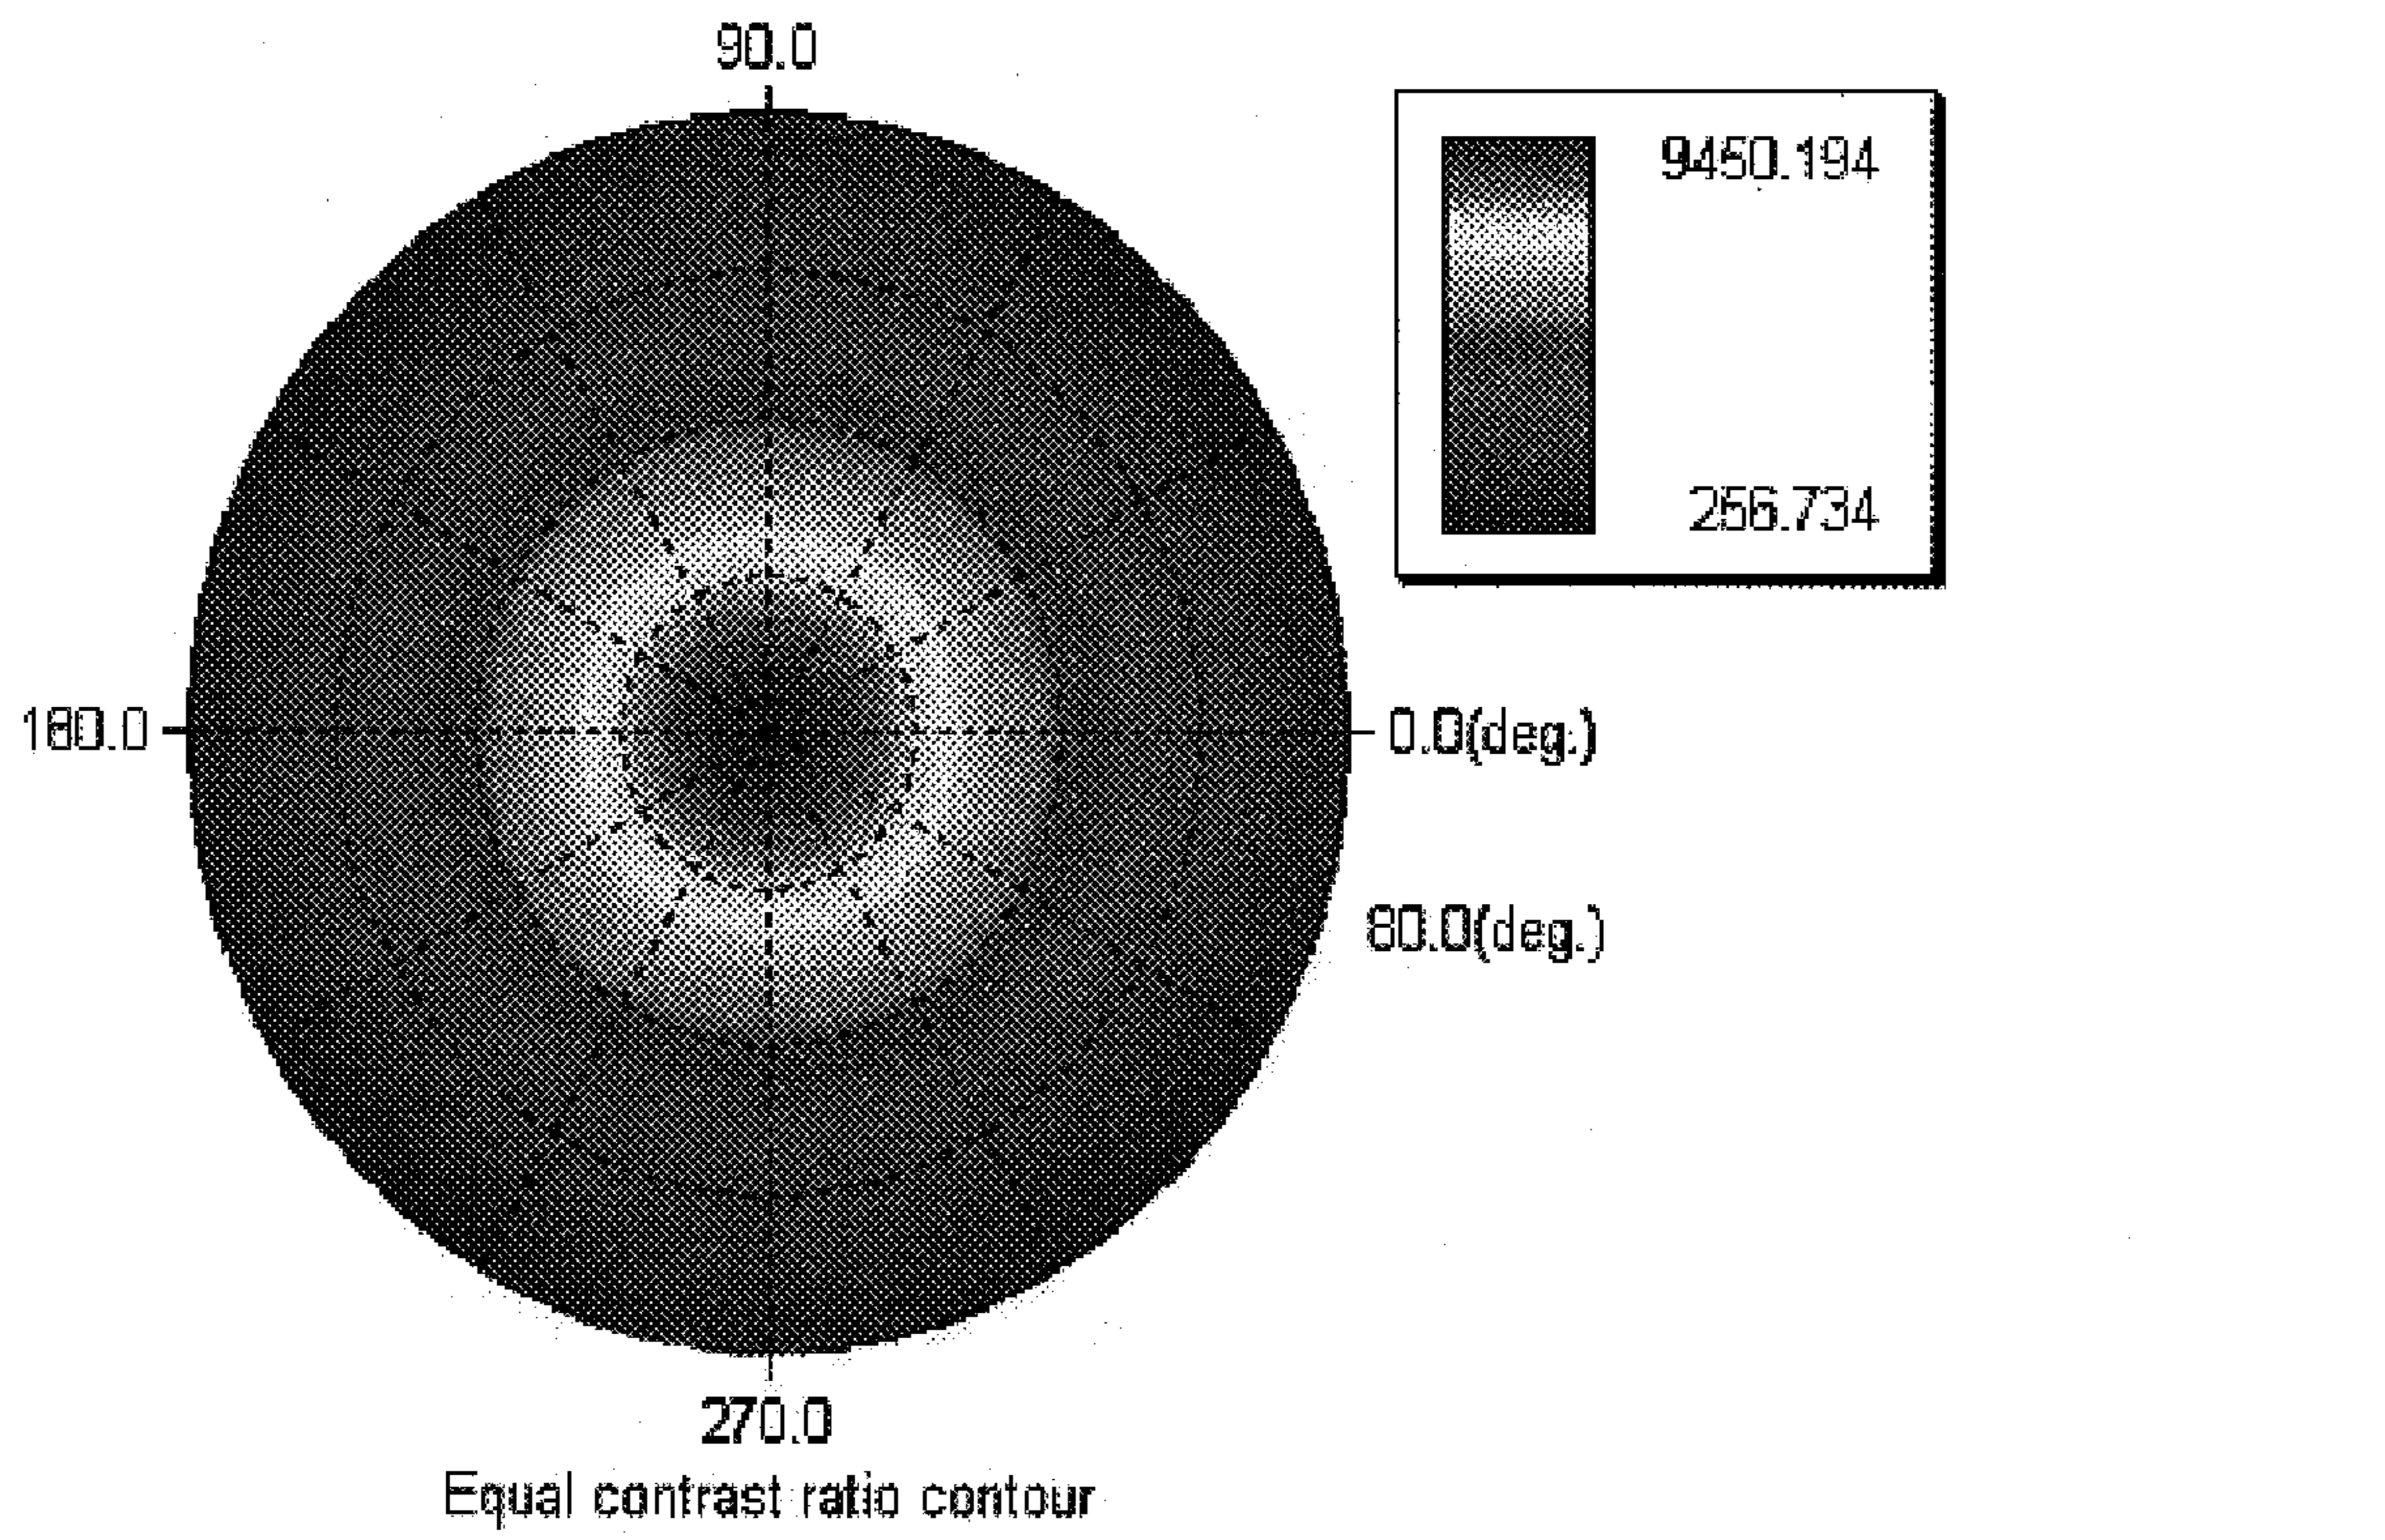 90.0
9450.194
256.734
180.0
0.0(deg.)
80.0(deg.)
270.0
Equal contrast ratio contour